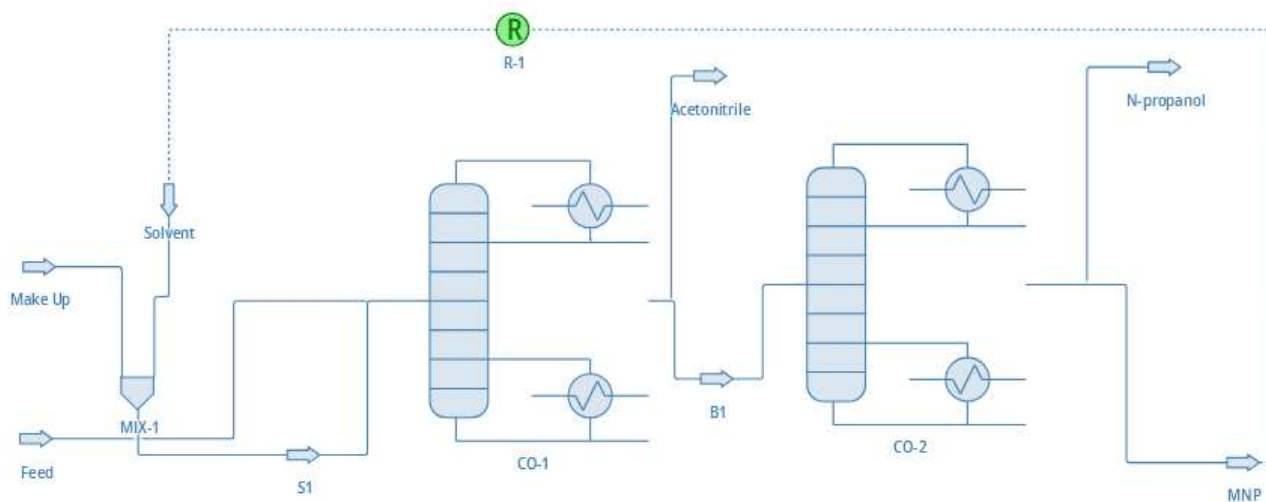 R
R-1
Acetonitrile
N-propanol
Solvent
Make Up
MIX-1
Feed
S1
CO-1
B1
CO-2
MNP